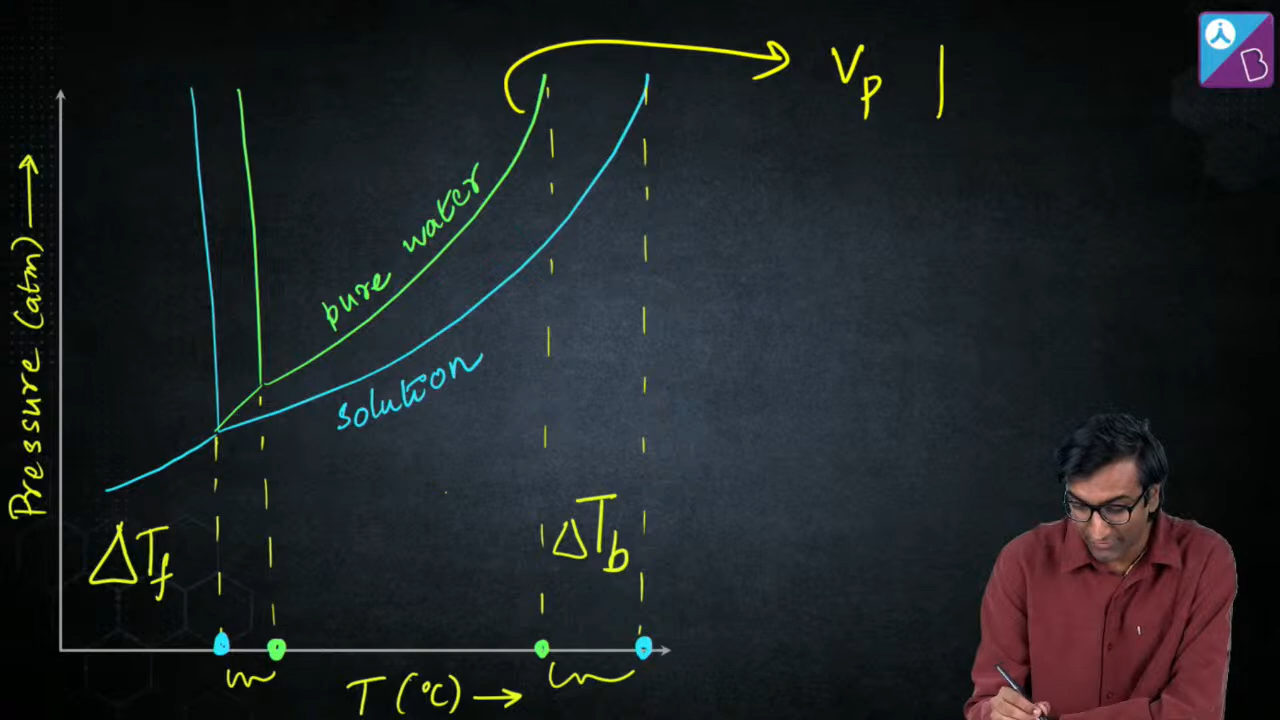 Vp |
pure water
solution
Pressure (atm) →
ΔTf
ΔTb
T (°C) →
B